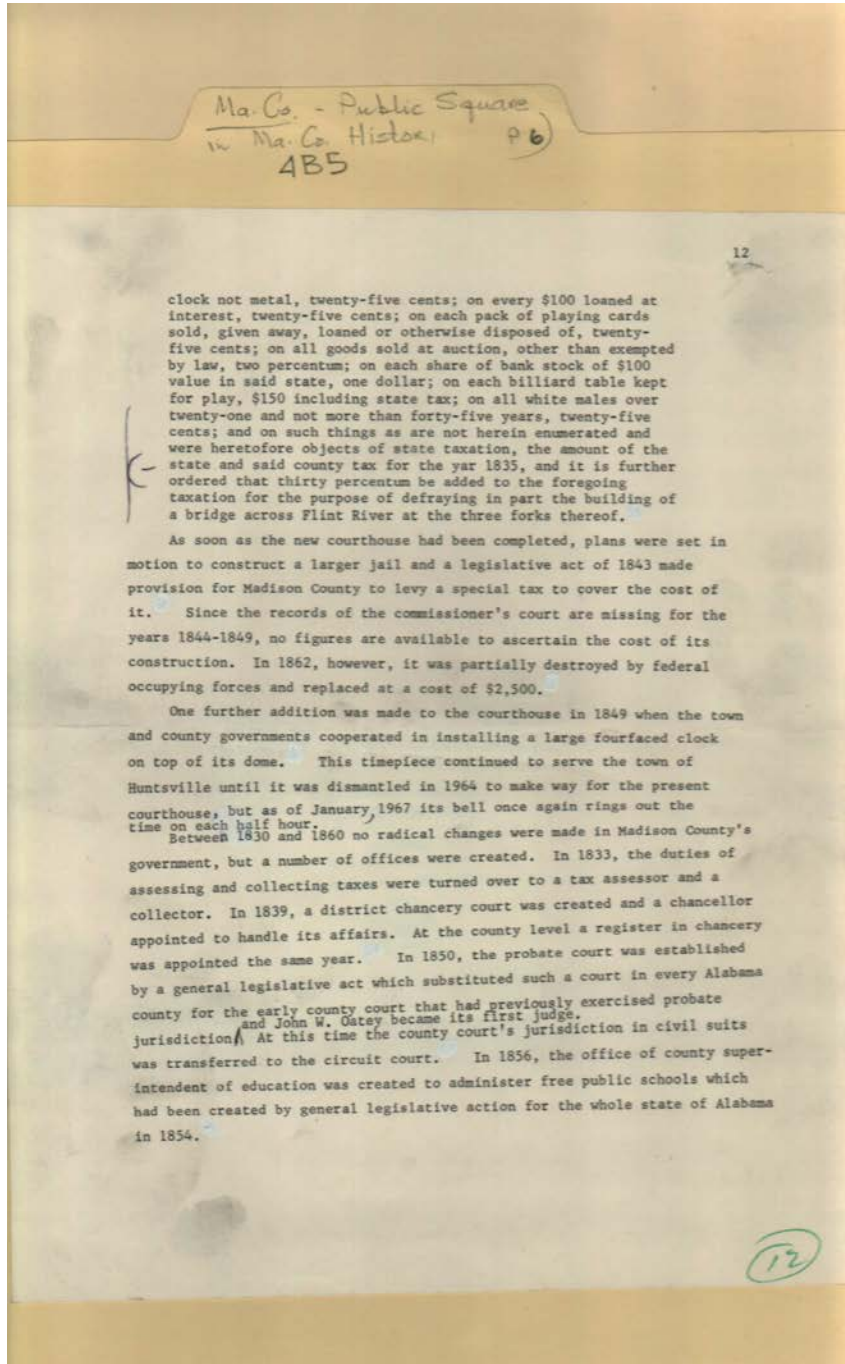 Ma. Co. - Public Square
in Ma. Co. Histor P 6
4B5
12
clock not metal, twenty-five cents; on every $100 loaned at
interest, twenty-five cents; on each pack of playing cards
sold, given away, loaned or otherwise disposed of, twenty-
five cents; on all goods sold at auction, other than exempted
by law, two percentum; on each share of bank stock of $100
value in said state, one dollar; on each billiard table kept
for play, $150 including state tax; on all white males over
twenty-one and not more than forty-five years, twenty-five
cents; and on such things as are not herein enumerated and
were heretofore objects of state taxation, the amount of the
state and said county tax for the yar 1835, and it is further
ordered that thirty percentum be added to the foregoing
taxation for the purpose of defraying in part the building of
a bridge across Flint River at the three forks thereof.
As soon as the new courthouse had been completed, plans were set in
motion to construct a larger jail and a legislative act of 1843 made
provision for Madison County to levy a special tax to cover the cost of
it. Since the records of the commissioner's court are missing for the
years 1844-1849, no figures are available to ascertain the cost of its
construction. In 1862, however, it was partially destroyed by federal
occupying forces and replaced at a cost of $2,500.
One further addition was made to the courthouse in 1849 when the town
and county governments cooperated in installing a large fourfaced clock
on top of its dome. This timepiece continued to serve the town of
Huntsville until it was dismantled in 1964 to make way for the present
courthouse, but as of January, 1967 its bell once again rings out the
time on each half hour.
Between 1830 and 1860 no radical changes were made in Madison County's
government, but a number of offices were created. In 1833, the duties of
assessing and collecting taxes were turned over to a tax assessor and a
collector. In 1839, a district chancery court was created and a chancellor
appointed to handle its affairs. At the county level a register in chancery
was appointed the same year. In 1850, the probate court was established
by a general legislative act which substituted such a court in every Alabama
county for the early county court that had previously exercised probate
and John W. Oatey became its first judge.
jurisdiction. At this time the county court's jurisdiction in civil suits
was transferred to the circuit court. In 1856, the office of county super-
intendent of education was created to administer free public schools which
had been created by general legislative action for the whole state of Alabama
in 1854.
12